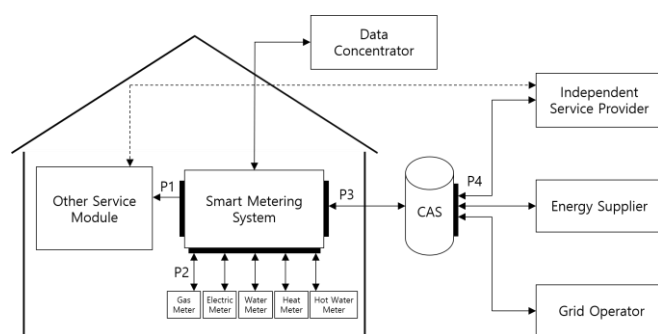 Data
Concentrator
Independent
Service Provider
P1
P3
P4
Other Service
Module
Smart Metering
System
CAS
Energy Supplier
P2
Gas
Meter
Electric
Meter
Water
Meter
Heat
Meter
Hot Water
Meter
Grid Operator